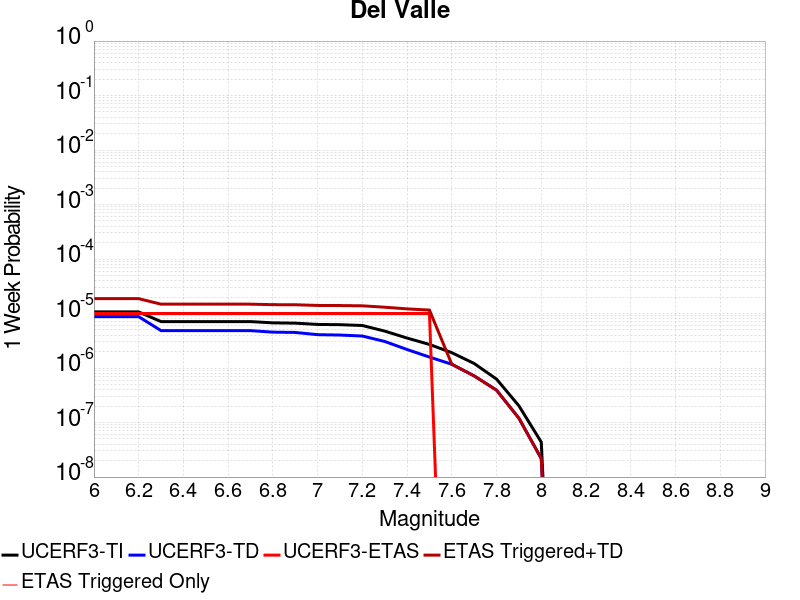 Del Valle
10^0
10^-1
10^-2
10^-3
10^-4
10^-5
10^-6
10^-7
10^-8
1 Week Probability
6 6.2 6.4 6.6 6.8 7 7.2 7.4 7.6 7.8 8 8.2 8.4 8.6 8.8 9
Magnitude
UCERF3-TI UCERF3-TD UCERF3-ETAS ETAS Triggered+TD
ETAS Triggered Only